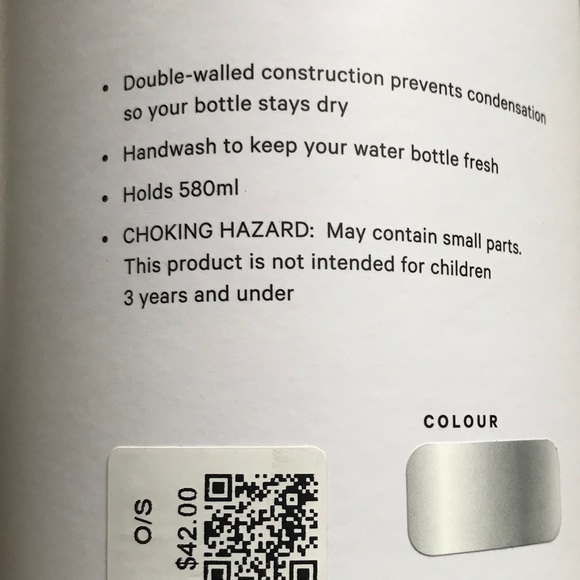 • Double-walled construction prevents condensation
so your bottle stays dry
• Handwash to keep your water bottle fresh
• Holds 580ml
• CHOKING HAZARD: May contain small parts.
This product is not intended for children
3 years and under
COLOUR
O/S
$42.00